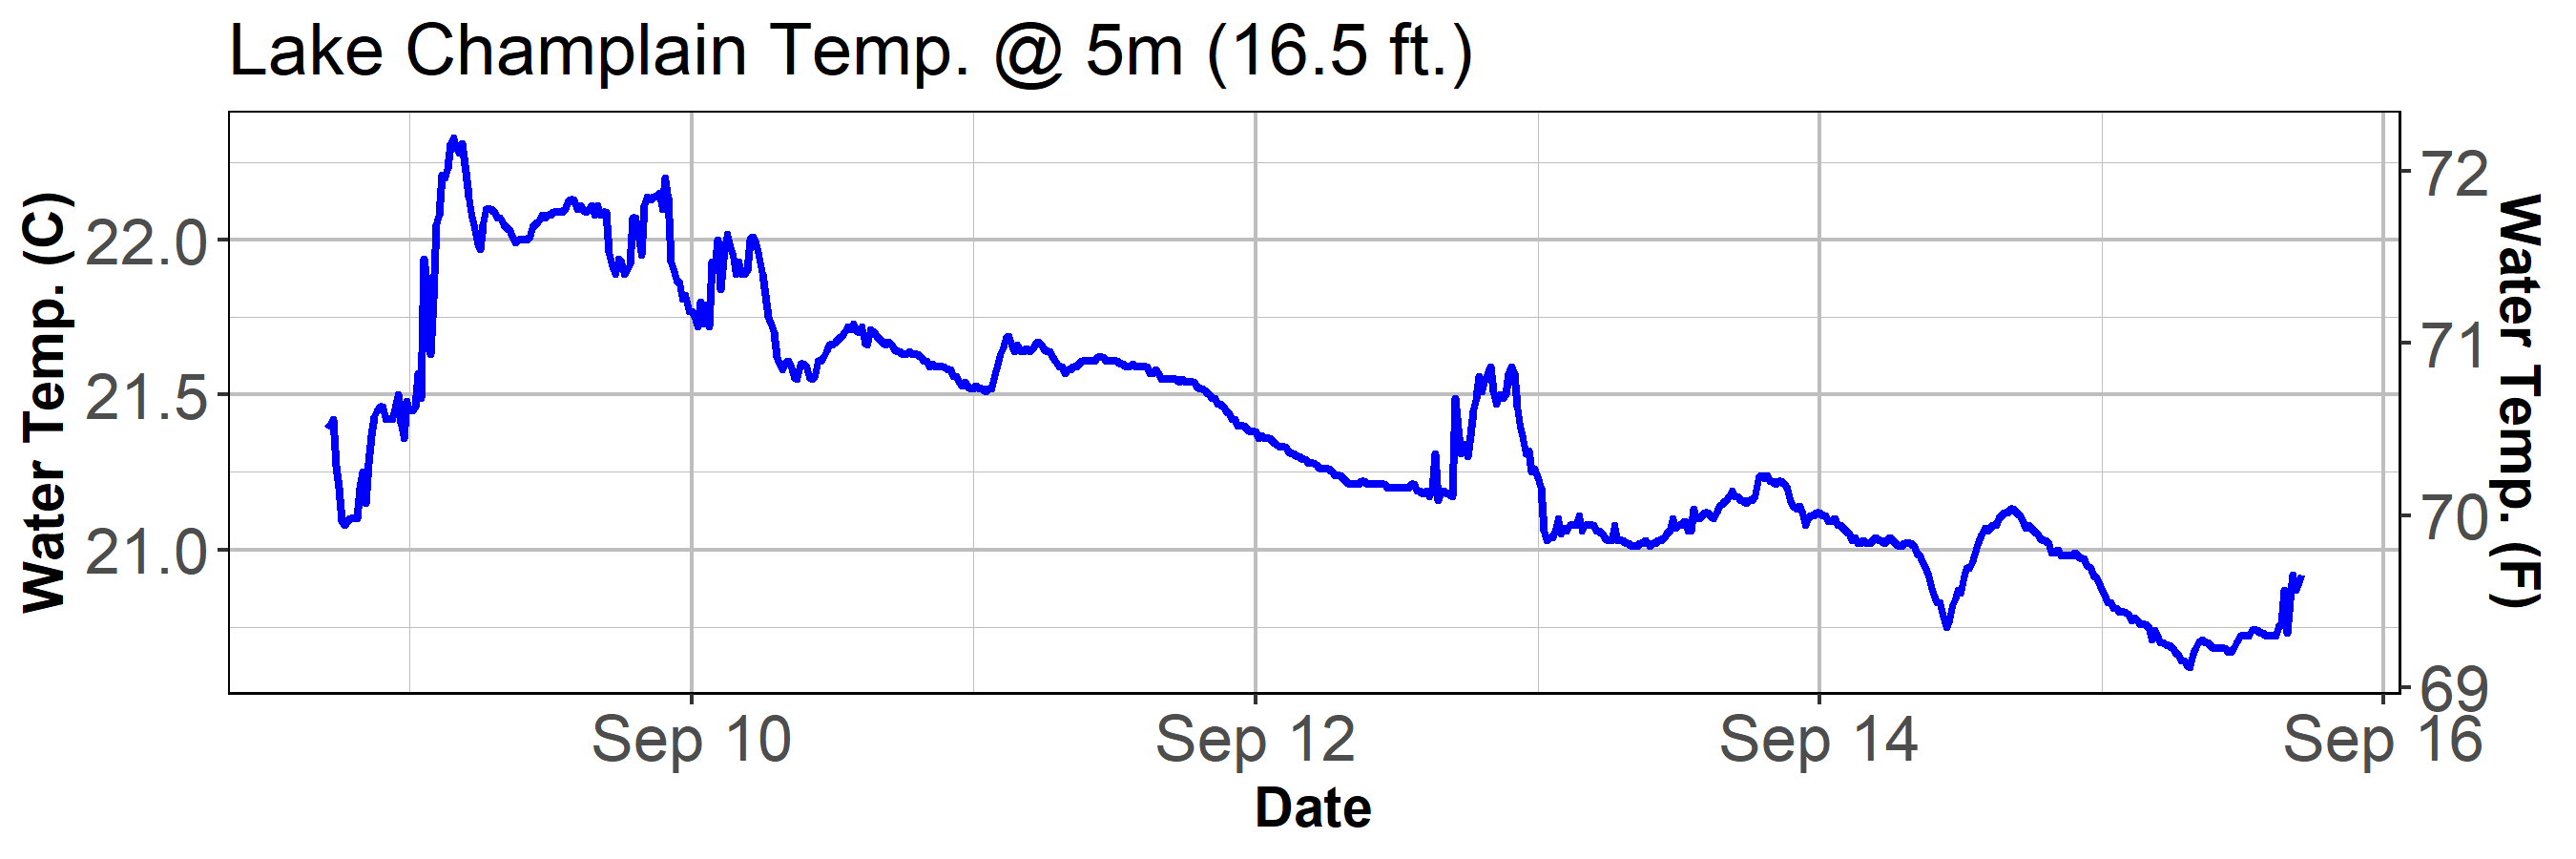 Lake Champlain Temp. @ 5m (16.5 ft.)
Water Temp. (C)
22.0
21.5
21.0
72
71
70
69
Water Temp. (F)
Sep 10 Sep 12 Sep 14 Sep 16
Date